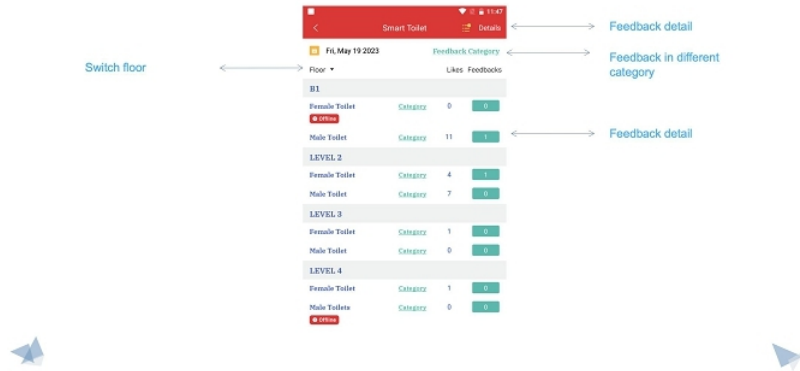 11:47
Smart Toilet
Details
Feedback detail
Fri, May 19 2023
Feedback Category
Feedback in different
category
Switch floor
Floor
Likes Feedbacks
B1
Female Toilet Category 0 0
Offline
Male Toilet Category 11 1
Feedback detail
LEVEL 2
Female Toilet Category 4 1
Male Toilet Category 7 0
LEVEL 3
Female Toilet Category 1 0
Male Toilet Category 0 0
LEVEL 4
Female Toilet Category 1 0
Male Toilets Category 0 0
Offline